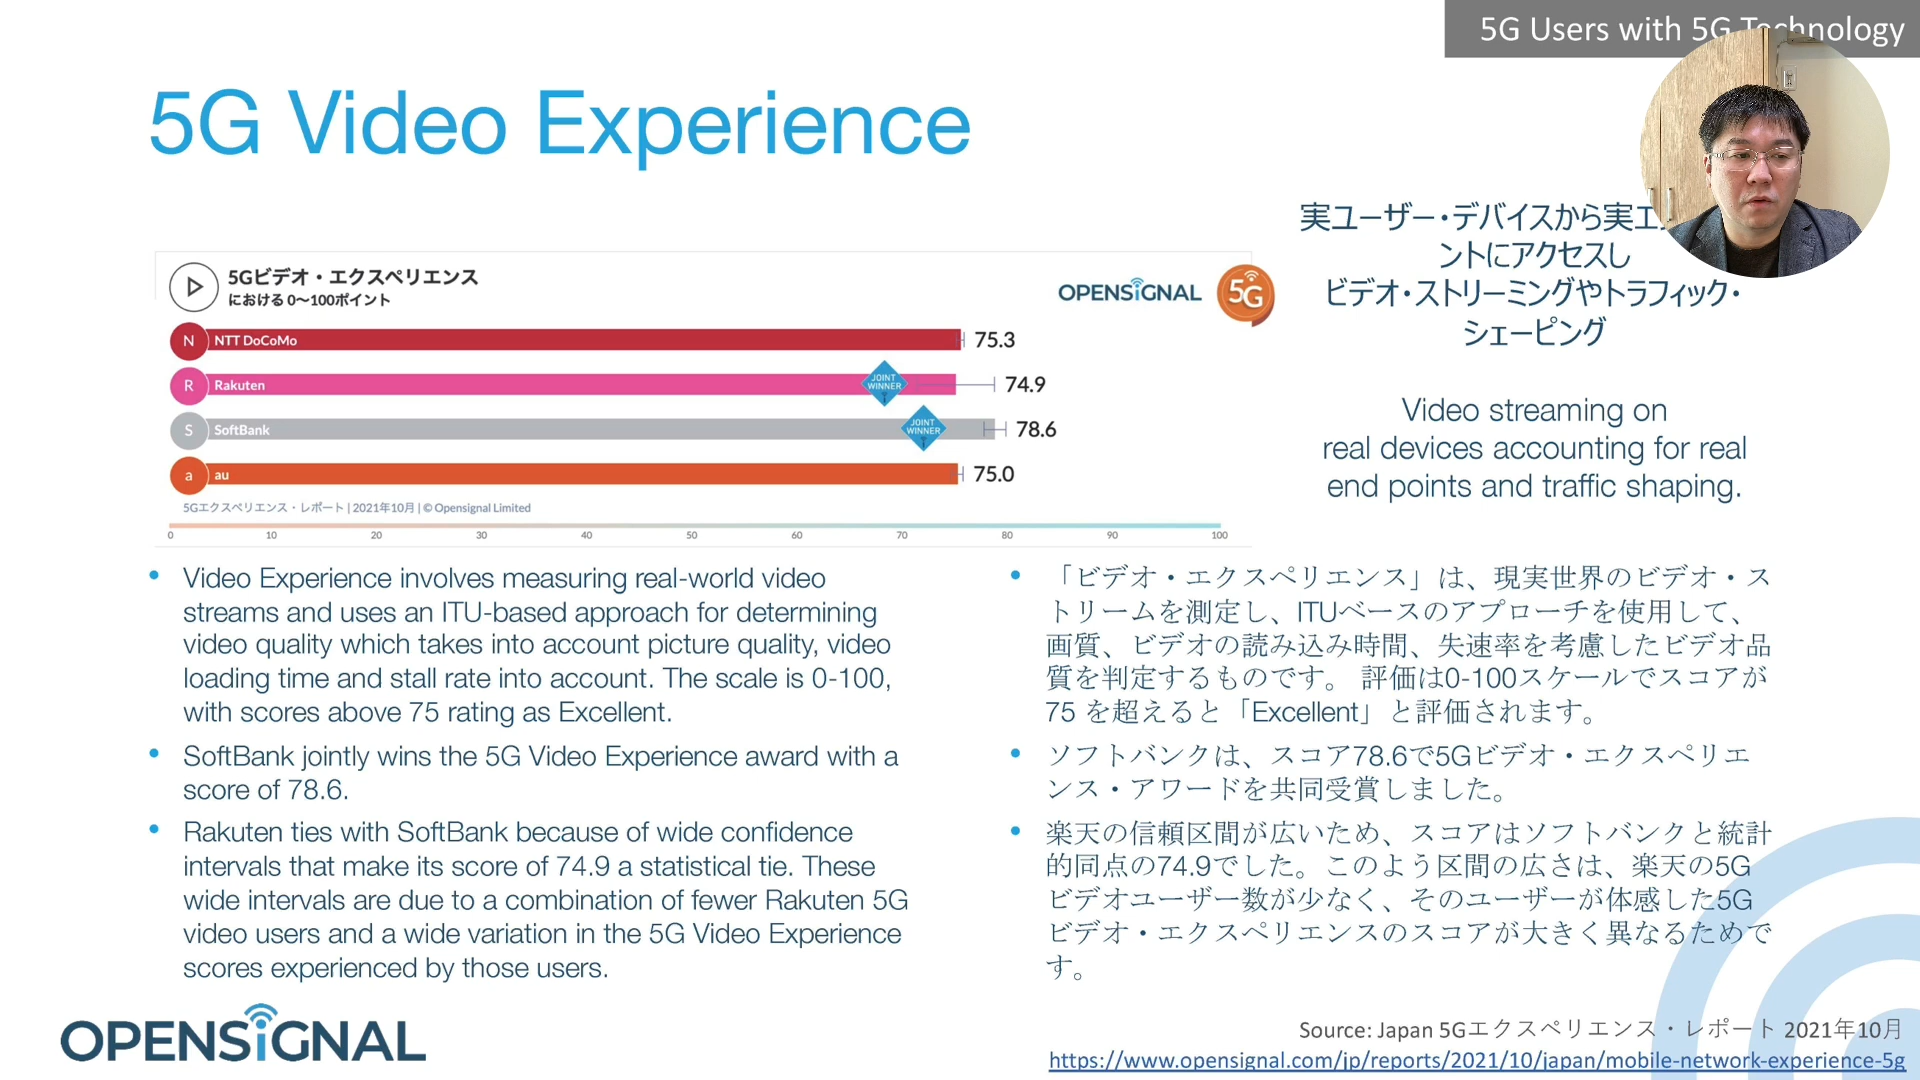 5G Users with 5G Technology
5G Video Experience
5Gビデオ・エクスペリエンス
における 0〜100ポイント
OPENSIGNAL
5G
N NTT DoCoMo 75.3
R Rakuten JOINT WINNER 74.9
S SoftBank JOINT WINNER 78.6
a au 75.0
5Gエクスペリエンス・レポート | 2021年10月 | © Opensignal Limited
0 10 20 30 40 50 60 70 80 90 100
実ユーザー・デバイスから実エ
ントにアクセスし
ビデオ・ストリーミングやトラフィック・
シェーピング
Video streaming on
real devices accounting for real
end points and traffic shaping.
• Video Experience involves measuring real-world video
streams and uses an ITU-based approach for determining
video quality which takes into account picture quality, video
loading time and stall rate into account. The scale is 0-100,
with scores above 75 rating as Excellent.
• SoftBank jointly wins the 5G Video Experience award with a
score of 78.6.
• Rakuten ties with SoftBank because of wide confidence
intervals that make its score of 74.9 a statistical tie. These
wide intervals are due to a combination of fewer Rakuten 5G
video users and a wide variation in the 5G Video Experience
scores experienced by those users.
• 「ビデオ・エクスペリエンス」は、現実世界のビデオ・ス
トリームを測定し、ITUベースのアプローチを使用して、
画質、ビデオの読み込み時間、失速率を考慮したビデオ品
質を判定するものです。 評価は0-100スケールでスコアが
75 を超えると「Excellent」と評価されます。
• ソフトバンクは、スコア78.6で5Gビデオ・エクスペリエ
ンス・アワードを共同受賞しました。
• 楽天の信頼区間が広いため、スコアはソフトバンクと統計
的同点の74.9でした。このよう区間の広さは、楽天の5G
ビデオユーザー数が少なく、そのユーザーが体感した5G
ビデオ・エクスペリエンスのスコアが大きく異なるためで
す。
OPENSIGNAL
Source: Japan 5Gエクスペリエンス・レポート 2021年10月
https://www.opensignal.com/jp/reports/2021/10/japan/mobile-network-experience-5g